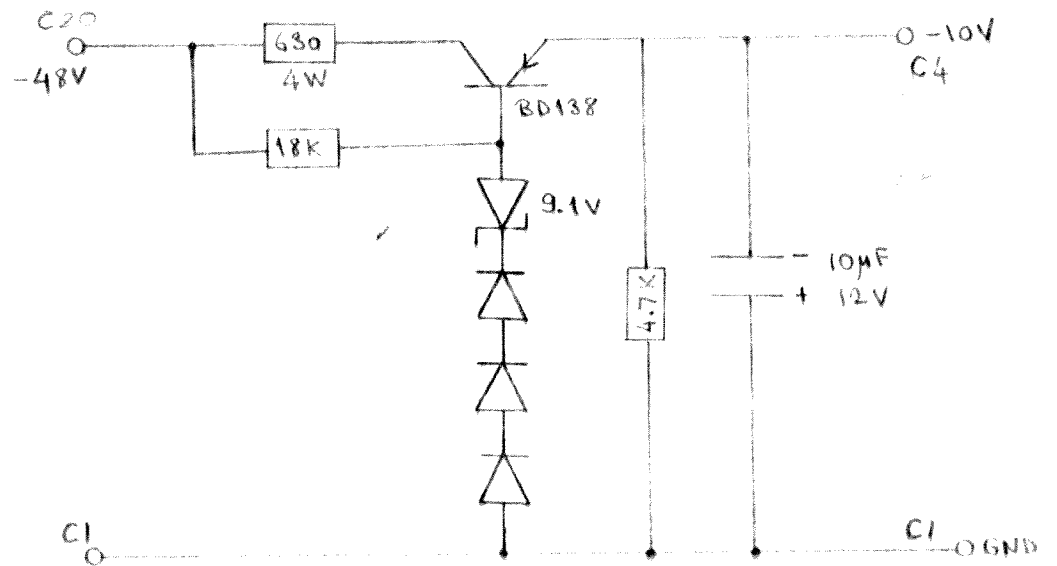 C20
-48V
630
4W
18K
BD138
-10V
C4
9.1V
4.7K
- 10µF
+ 12V
C1
C1
GND